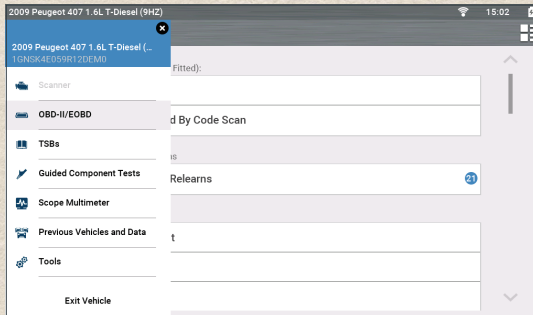 2009 Peugeot 407 1.6L T-Diesel (9HZ)
15:02
2009 Peugeot 407 1.6L T-Diesel (...
1GNSK4E059R12DEM0
Fitted):
Scanner
OBD-II/EOBD
d By Code Scan
TSBs
ns
Guided Component Tests
Relearns
21
Scope Multimeter
Previous Vehicles and Data
t
Tools
Exit Vehicle